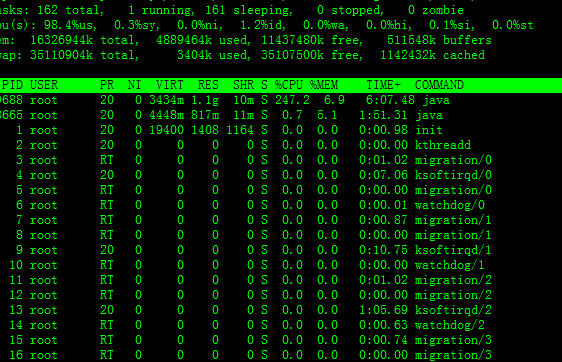 asks: 162 total,   1 running, 161 sleeping,   0 stopped,   0 zombie
pu(s): 98.4%us,  0.3%sy,  0.0%ni,  1.2%id,  0.0%wa,  0.0%hi,  0.1%si,  0.0%st
em:  16326944k total,  4889464k used, 11437480k free,   511548k buffers
wap: 35110904k total,     3404k used, 35107500k free,  1142432k cached
PID USER      PR  NI  VIRT  RES  SHR S %CPU %MEM    TIME+  COMMAND
9688 root      20   0 3434m 1.1g  10m S 247.2  6.9   6:07.48 java
8665 root      20   0 4448m 817m  11m S  0.7  5.1   1:51.31 java
1 root      20   0 19400 1408 1164 S  0.0  0.0   0:00.98 init
2 root      20   0     0    0    0 S  0.0  0.0   0:00.00 kthreadd
3 root      RT   0     0    0    0 S  0.0  0.0   0:01.02 migration/0
4 root      20   0     0    0    0 S  0.0  0.0   0:07.06 ksoftirqd/0
5 root      RT   0     0    0    0 S  0.0  0.0   0:00.00 migration/0
6 root      RT   0     0    0    0 S  0.0  0.0   0:00.01 watchdog/0
7 root      RT   0     0    0    0 S  0.0  0.0   0:00.87 migration/1
8 root      RT   0     0    0    0 S  0.0  0.0   0:00.00 migration/1
9 root      20   0     0    0    0 S  0.0  0.0   0:10.75 ksoftirqd/1
10 root      RT   0     0    0    0 S  0.0  0.0   0:00.00 watchdog/1
11 root      RT   0     0    0    0 S  0.0  0.0   0:01.02 migration/2
12 root      RT   0     0    0    0 S  0.0  0.0   0:00.00 migration/2
13 root      20   0     0    0    0 S  0.0  0.0   1:05.69 ksoftirqd/2
14 root      RT   0     0    0    0 S  0.0  0.0   0:00.63 watchdog/2
15 root      RT   0     0    0    0 S  0.0  0.0   0:00.74 migration/3
16 root      RT   0     0    0    0 S  0.0  0.0   0:00.00 migration/3